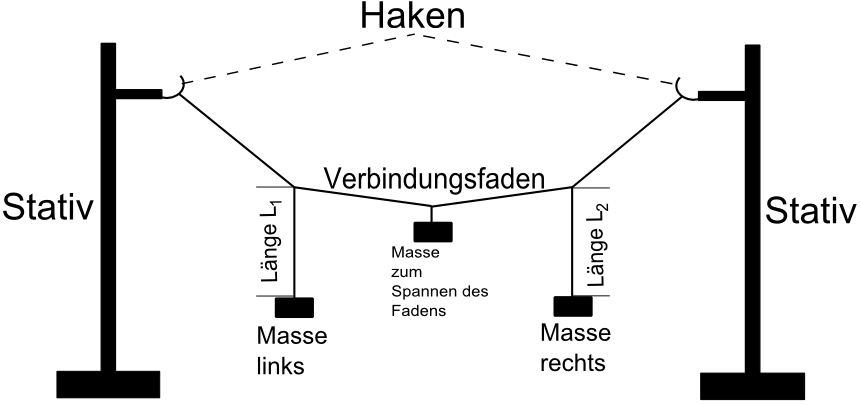 Haken
Verbindungsfaden
Stativ
Länge L1
Länge L2
Stativ
Masse
zum
Spannen des
Fadens
Masse
links
Masse
rechts